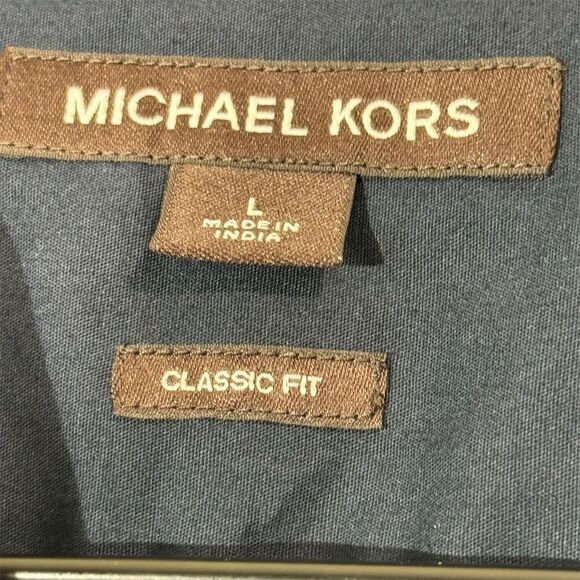 MICHAEL KORS
L
MADE IN
INDIA
CLASSIC FIT